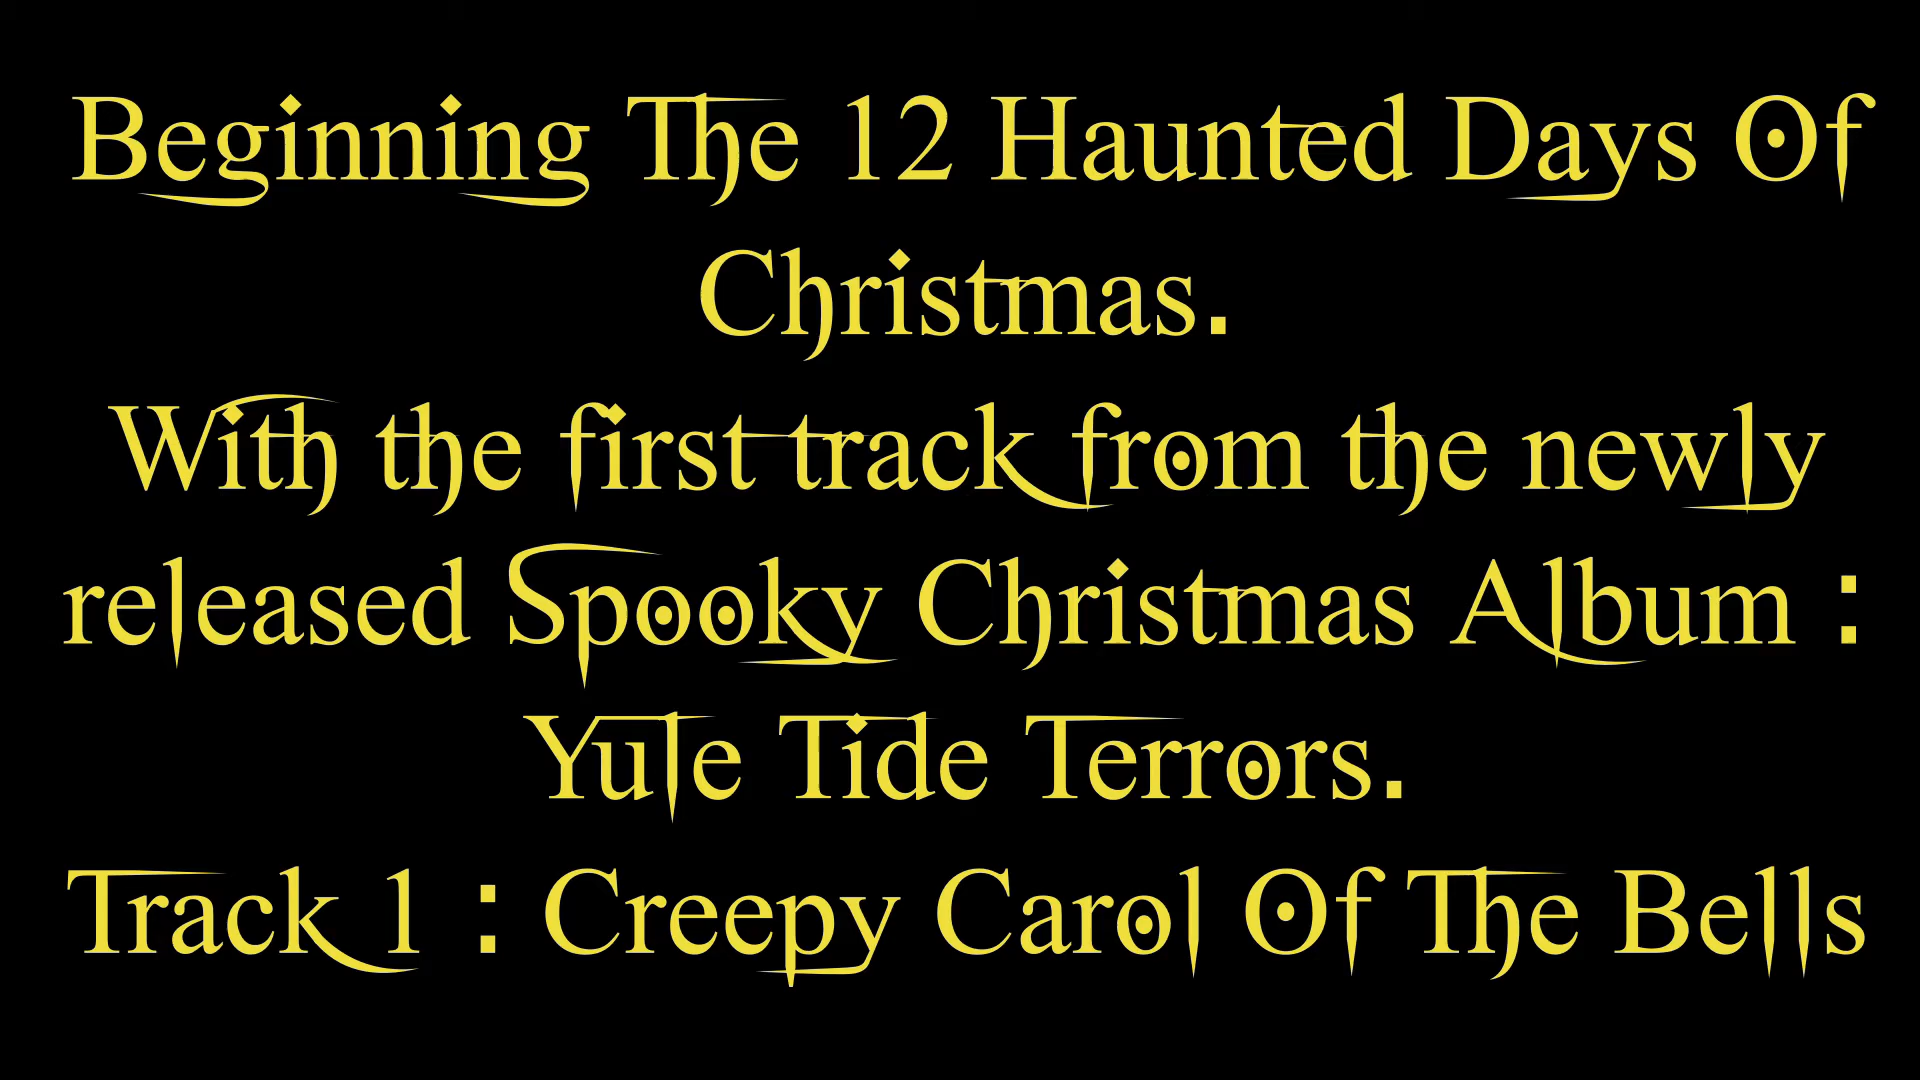 Beginning The 12 Haunted Days Of
Christmas.
With the first track from the newly
released Spooky Christmas Album :
Yule Tide Terrors.
Track 1 : Creepy Carol Of The Bells